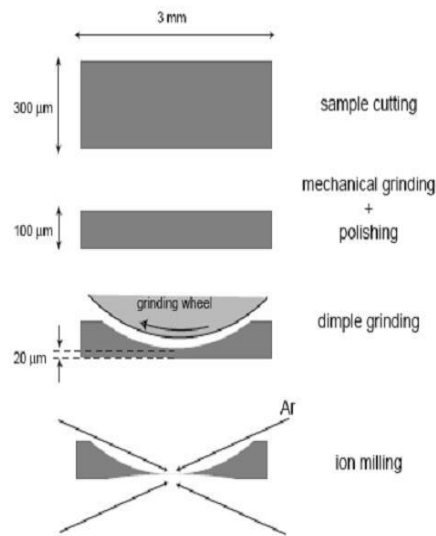 3 mm
300 μm
sample cutting
mechanical grinding
+
polishing
100 μm
grinding wheel
dimple grinding
20 μm
Ar
ion milling